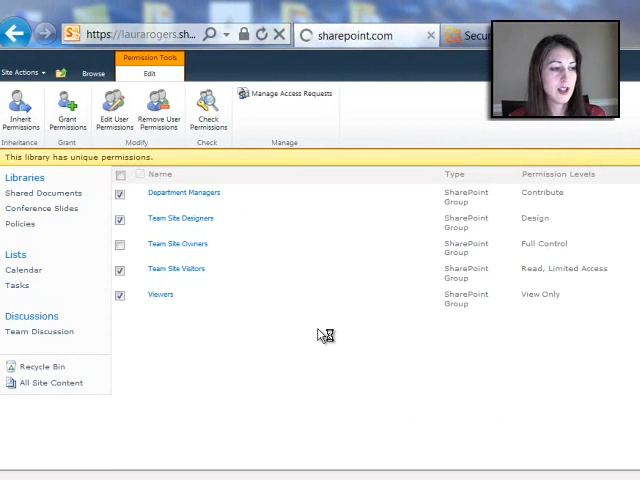 https://laurarogers.sh...
sharepoint.com
Secu
Permission Tools
Site Actions
Browse
Edit
Inherit Permissions
Grant Permissions
Edit User Permissions
Remove User Permissions
Check Permissions
Manage Access Requests
Inheritance
Grant
Modify
Check
Manage
This library has unique permissions.
Libraries
Shared Documents
Conference Slides
Policies
Lists
Calendar
Tasks
Discussions
Team Discussion
Recycle Bin
All Site Content
Name Type Permission Levels
Department Managers SharePoint Group Contribute
Team Site Designers SharePoint Group Design
Team Site Owners SharePoint Group Full Control
Team Site Visitors SharePoint Group Read, Limited Access
Viewers SharePoint Group View Only